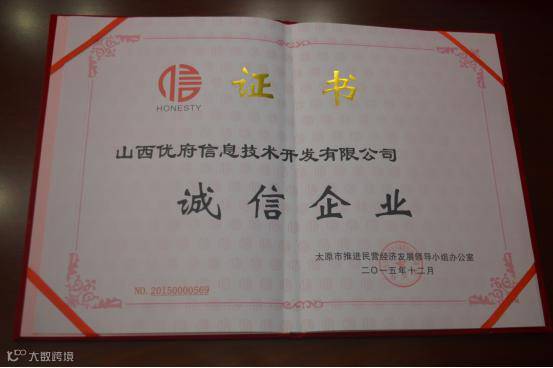 信
HONESTY
证书
山西优府信息技术开发有限公司
诚信企业
太原市推进民营经济发展领导小组办公室
二〇一五年十二月
NO. 20150000569
大数跨境